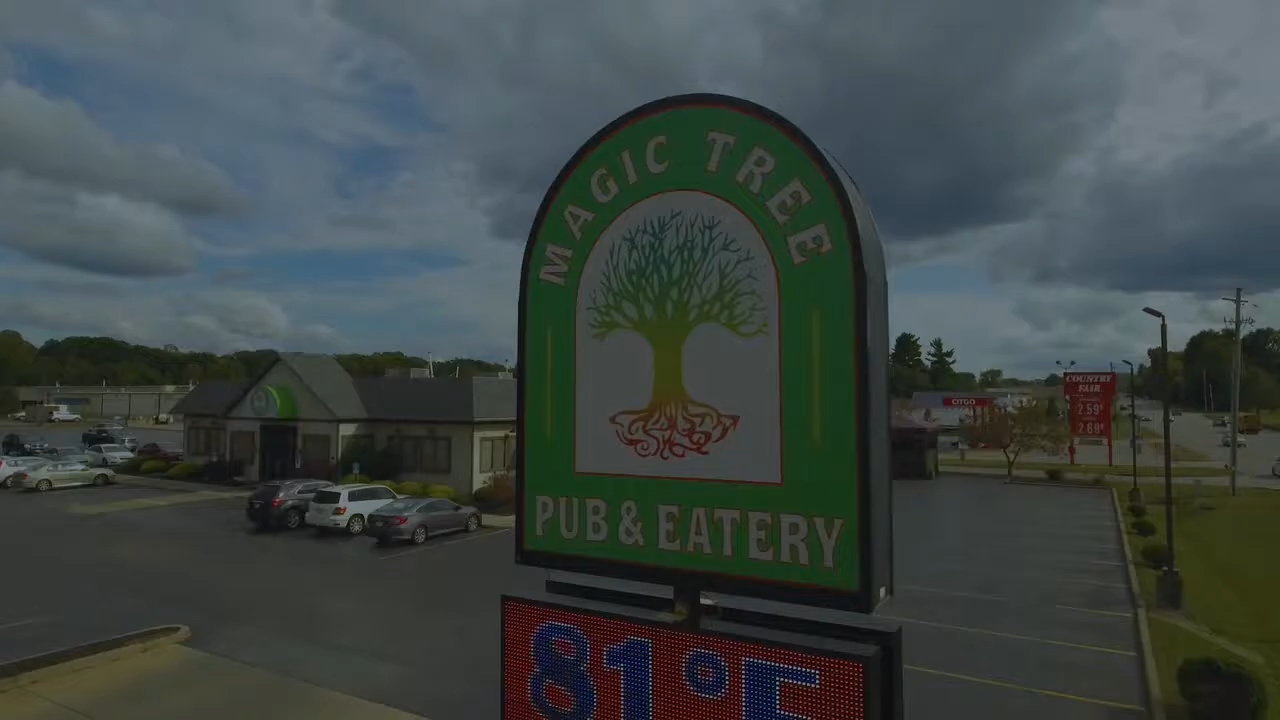 MAGIC TREE
PUB & EATERY
81°F
CITGO
COUNTRY
FAIR
2.59
2.69